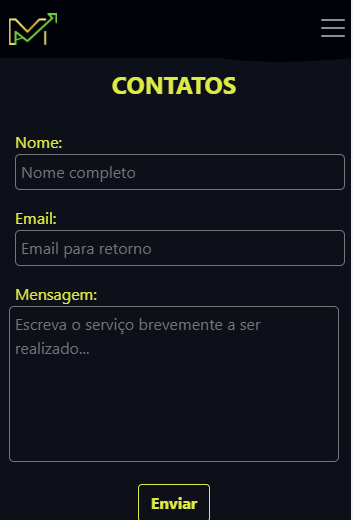 CONTATOS
Nome:
Nome completo
Email:
Email para retorno
Mensagem:
Escreva o serviço brevemente a ser
realizado...
Enviar